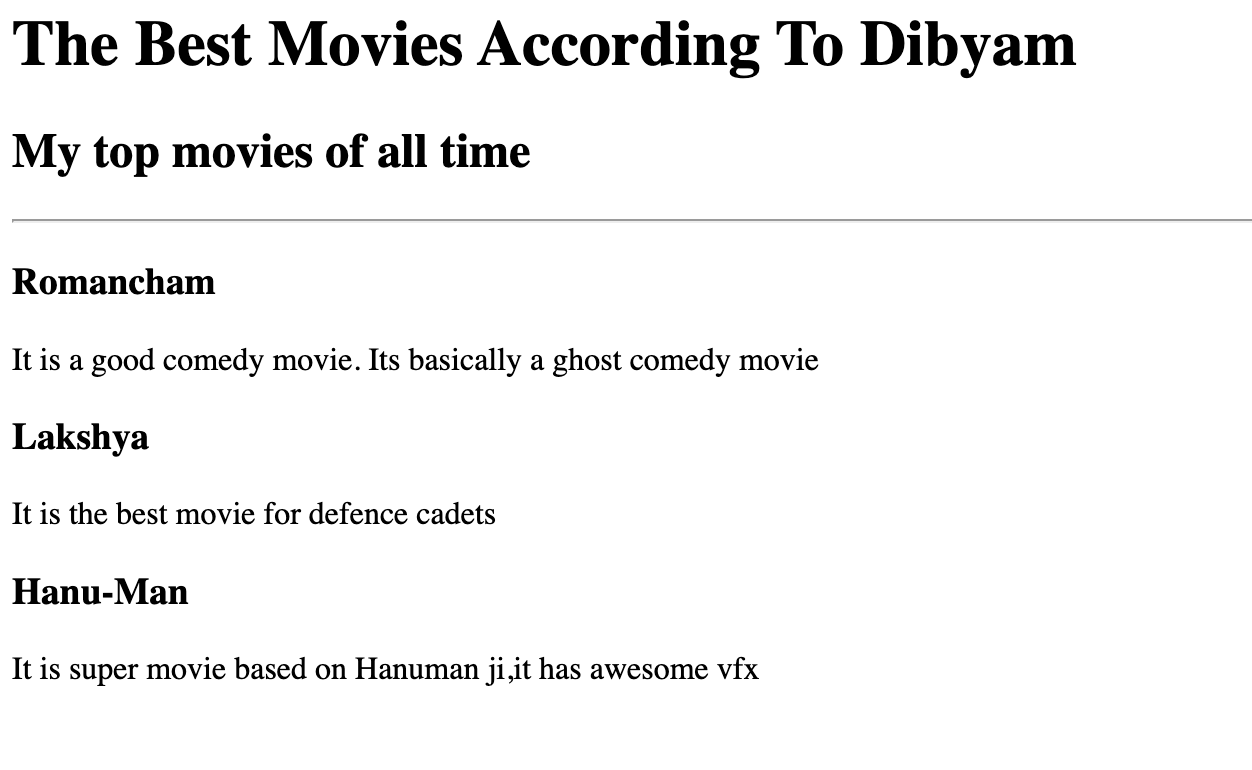 The Best Movies According To Dibyam
My top movies of all time
Romancham
It is a good comedy movie. Its basically a ghost comedy movie
Lakshya
It is the best movie for defence cadets
Hanu-Man
It is super movie based on Hanuman ji,it has awesome vfx